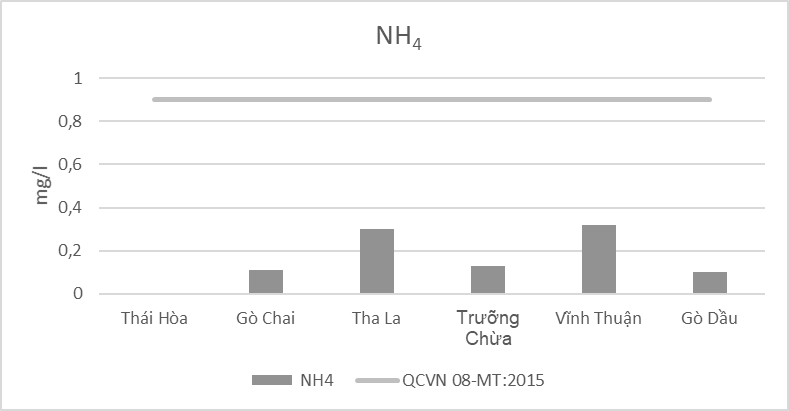 NH₄
mg/l
1
0,8
0,6
0,4
0,2
0
Thái Hòa
Gò Chai
Tha La
Trưỡng
Chừa
Vĩnh Thuận
Gò Dầu
NH4
QCVN 08-MT:2015